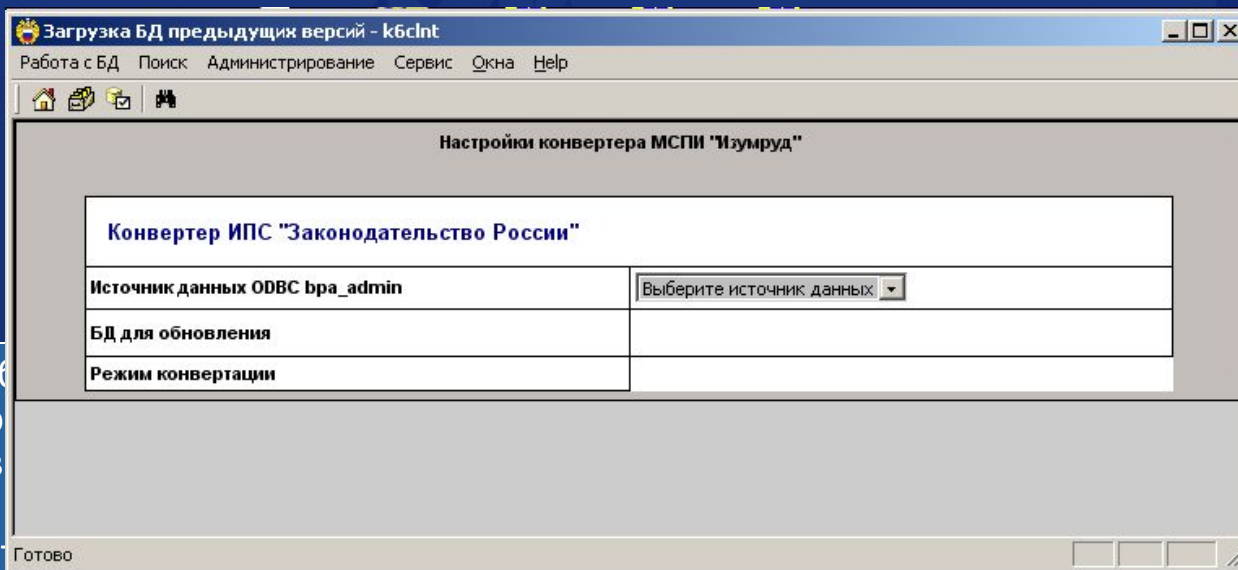 Загрузка БД предыдущих версий - k6clnt
Работа с БД Поиск Администрирование Сервис Окна Help
Настройки конвертера МСПИ "Изумруд"
Конвертер ИПС "Законодательство России"
Источник данных ODBC bpa_admin Выберите источник данных
БД для обновления
Режим конвертации
Готово